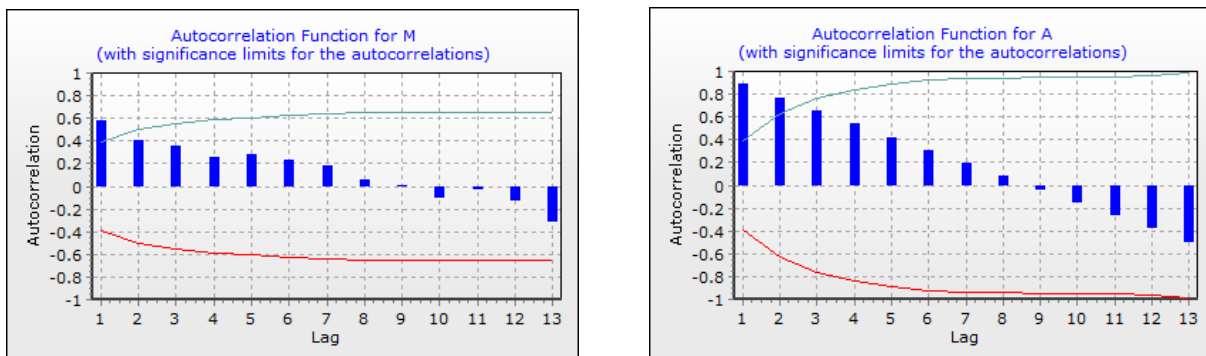 Autocorrelation Function for M
(with significance limits for the autocorrelations)
1
0.8
0.6
0.4
0.2
0
-0.2
-0.4
-0.6
-0.8
-1
Autocorrelation
1 2 3 4 5 6 7 8 9 10 11 12 13
Lag
Autocorrelation Function for A
(with significance limits for the autocorrelations)
1
0.8
0.6
0.4
0.2
0
-0.2
-0.4
-0.6
-0.8
-1
Autocorrelation
1 2 3 4 5 6 7 8 9 10 11 12 13
Lag